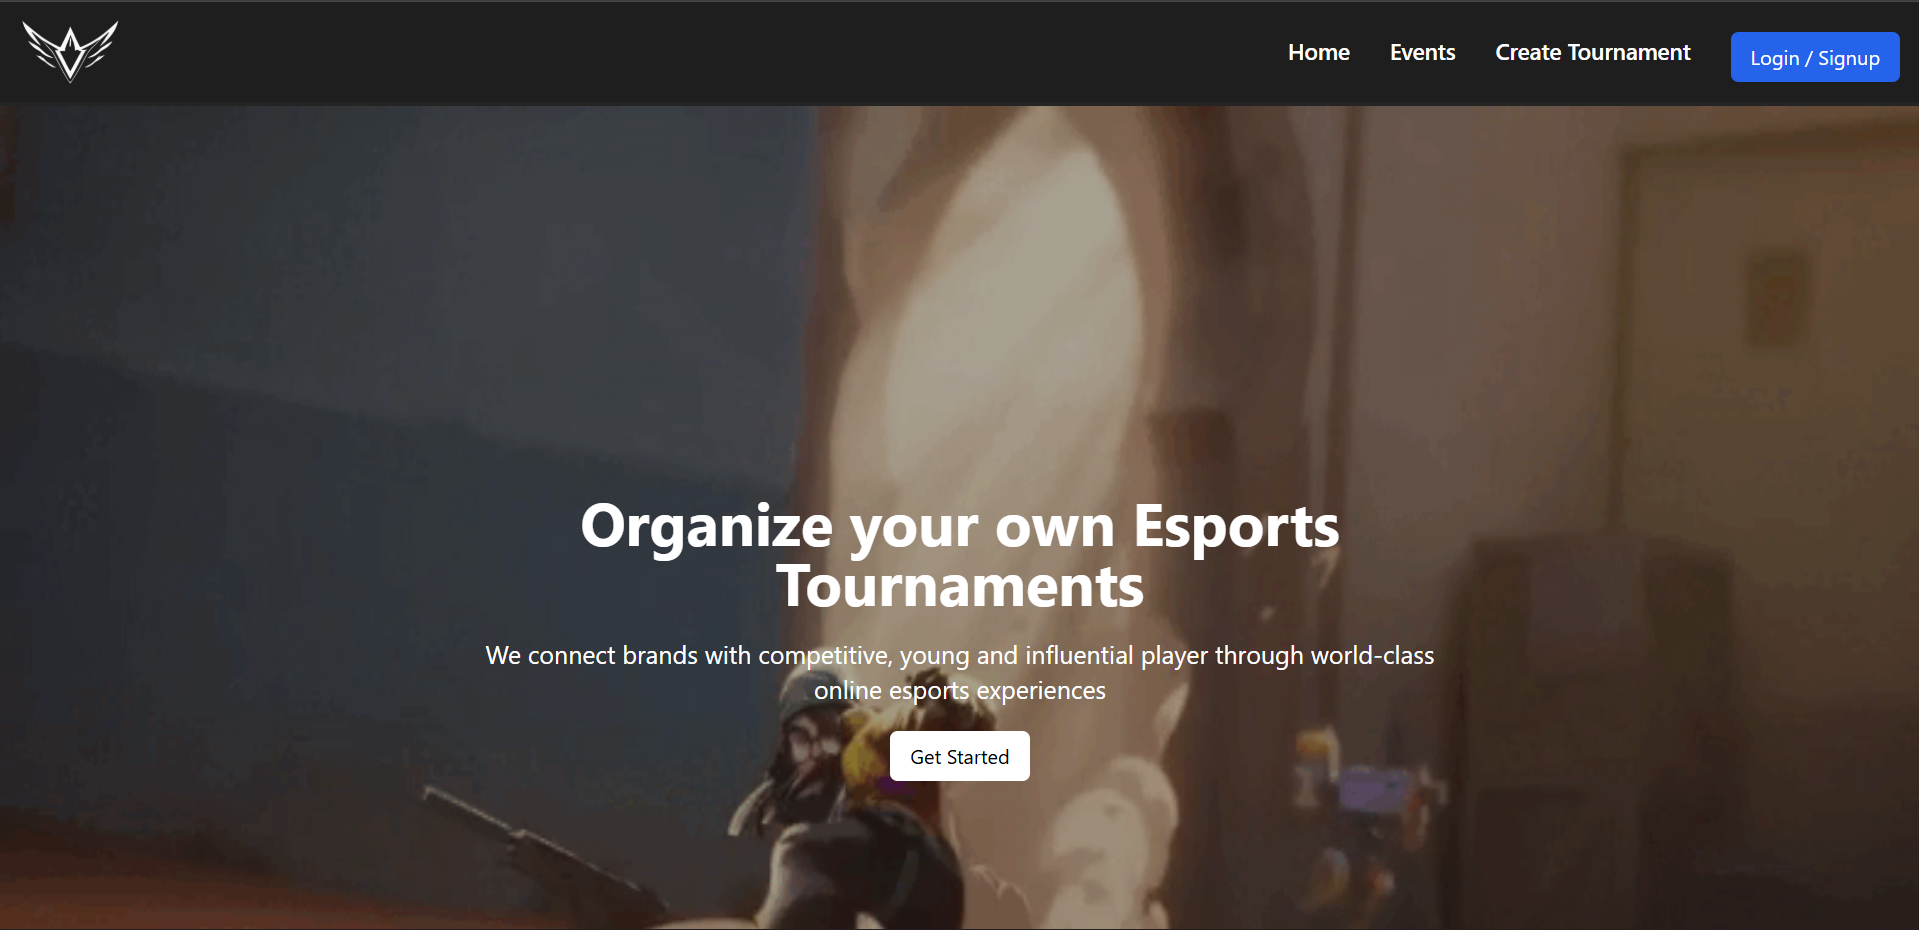 Home Events Create Tournament Login / Signup
Organize your own Esports
Tournaments
We connect brands with competitive, young and influential player through world-class
online esports experiences
Get Started